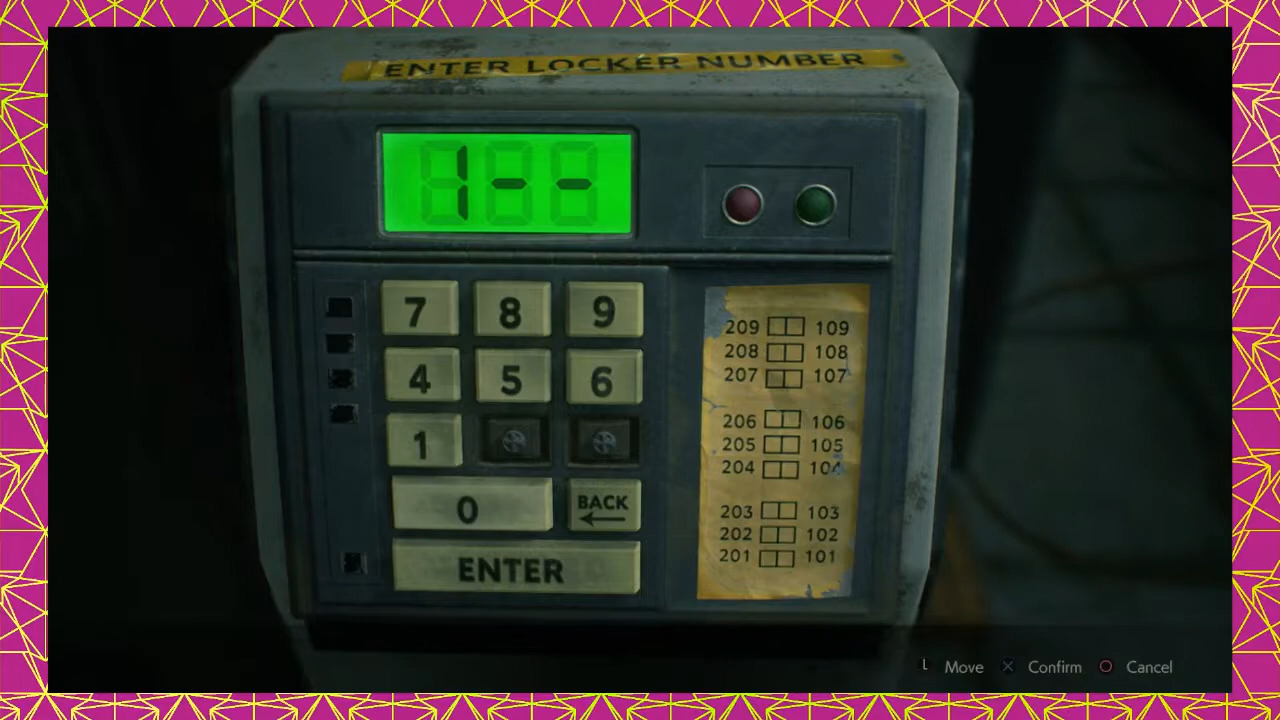 ENTER LOCKER NUMBER
1--
7 8 9
4 5 6
1
0 BACK
ENTER
209 109
208 108
207 107
206 106
205 105
204 104
203 103
202 102
201 101
L Move Confirm Cancel